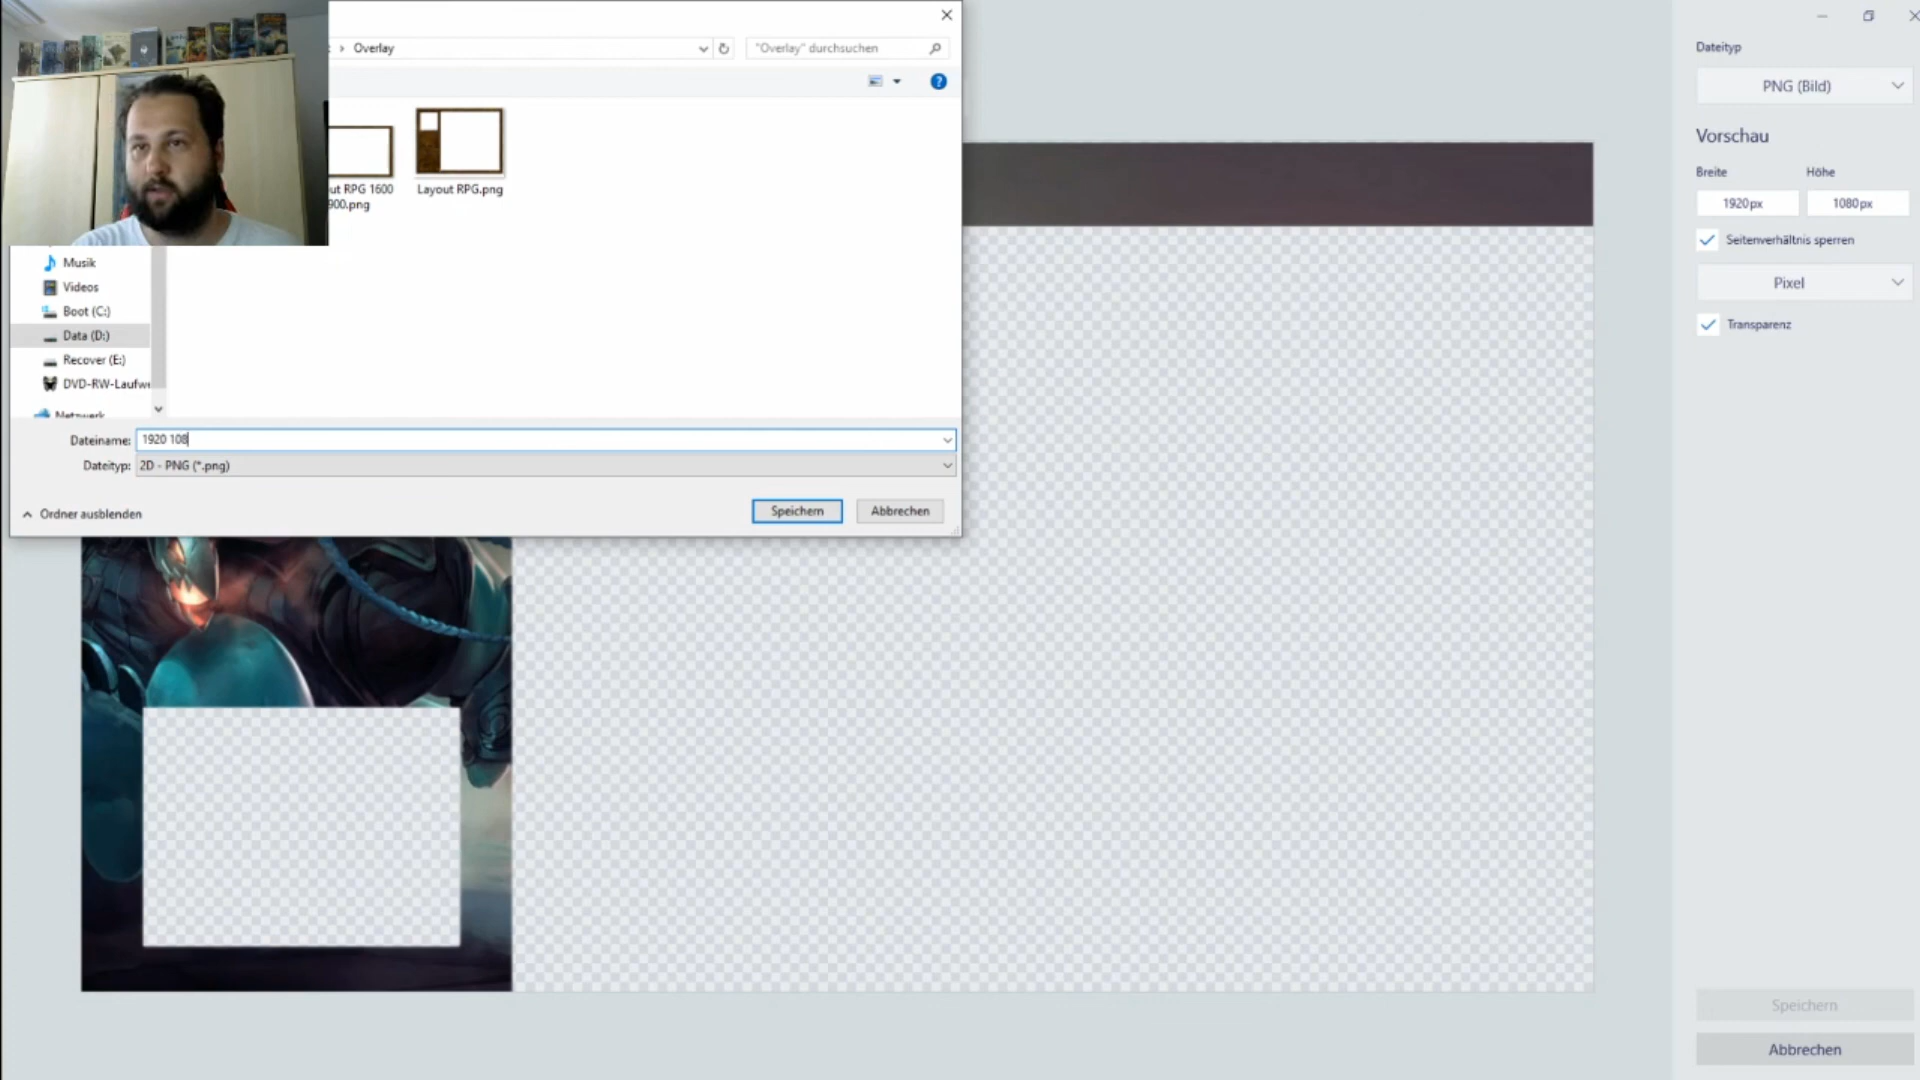 Overlay
"Overlay" durchsuchen
ut RPG 1600
900.png
Layout RPG.png
Musik
Videos
Boot (C:)
Data (D:)
Recover (E:)
DVD-RW-Laufwe
Netzwerk
Dateiname: 1920 108
Dateityp: 2D - PNG (*.png)
Ordner ausblenden
Speichern
Abbrechen
Dateityp
PNG (Bild)
Vorschau
Breite
Höhe
1920px
1080px
Seitenverhältnis sperren
Pixel
Transparenz
Speichern
Abbrechen